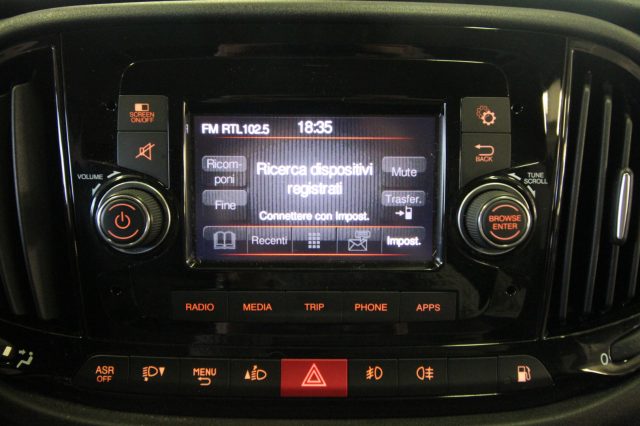 SCREEN
ON/OFF
FM RTL102.5 18:35
Ricom-
poni
Ricerca dispositivi
registrati
Mute
Fine
Trasfer.
Connettere con Impost.
Recenti
Impost.
VOLUME
BACK
TUNE
SCROLL
BROWSE
ENTER
RADIO MEDIA TRIP PHONE APPS
ASR
OFF
MENU
0